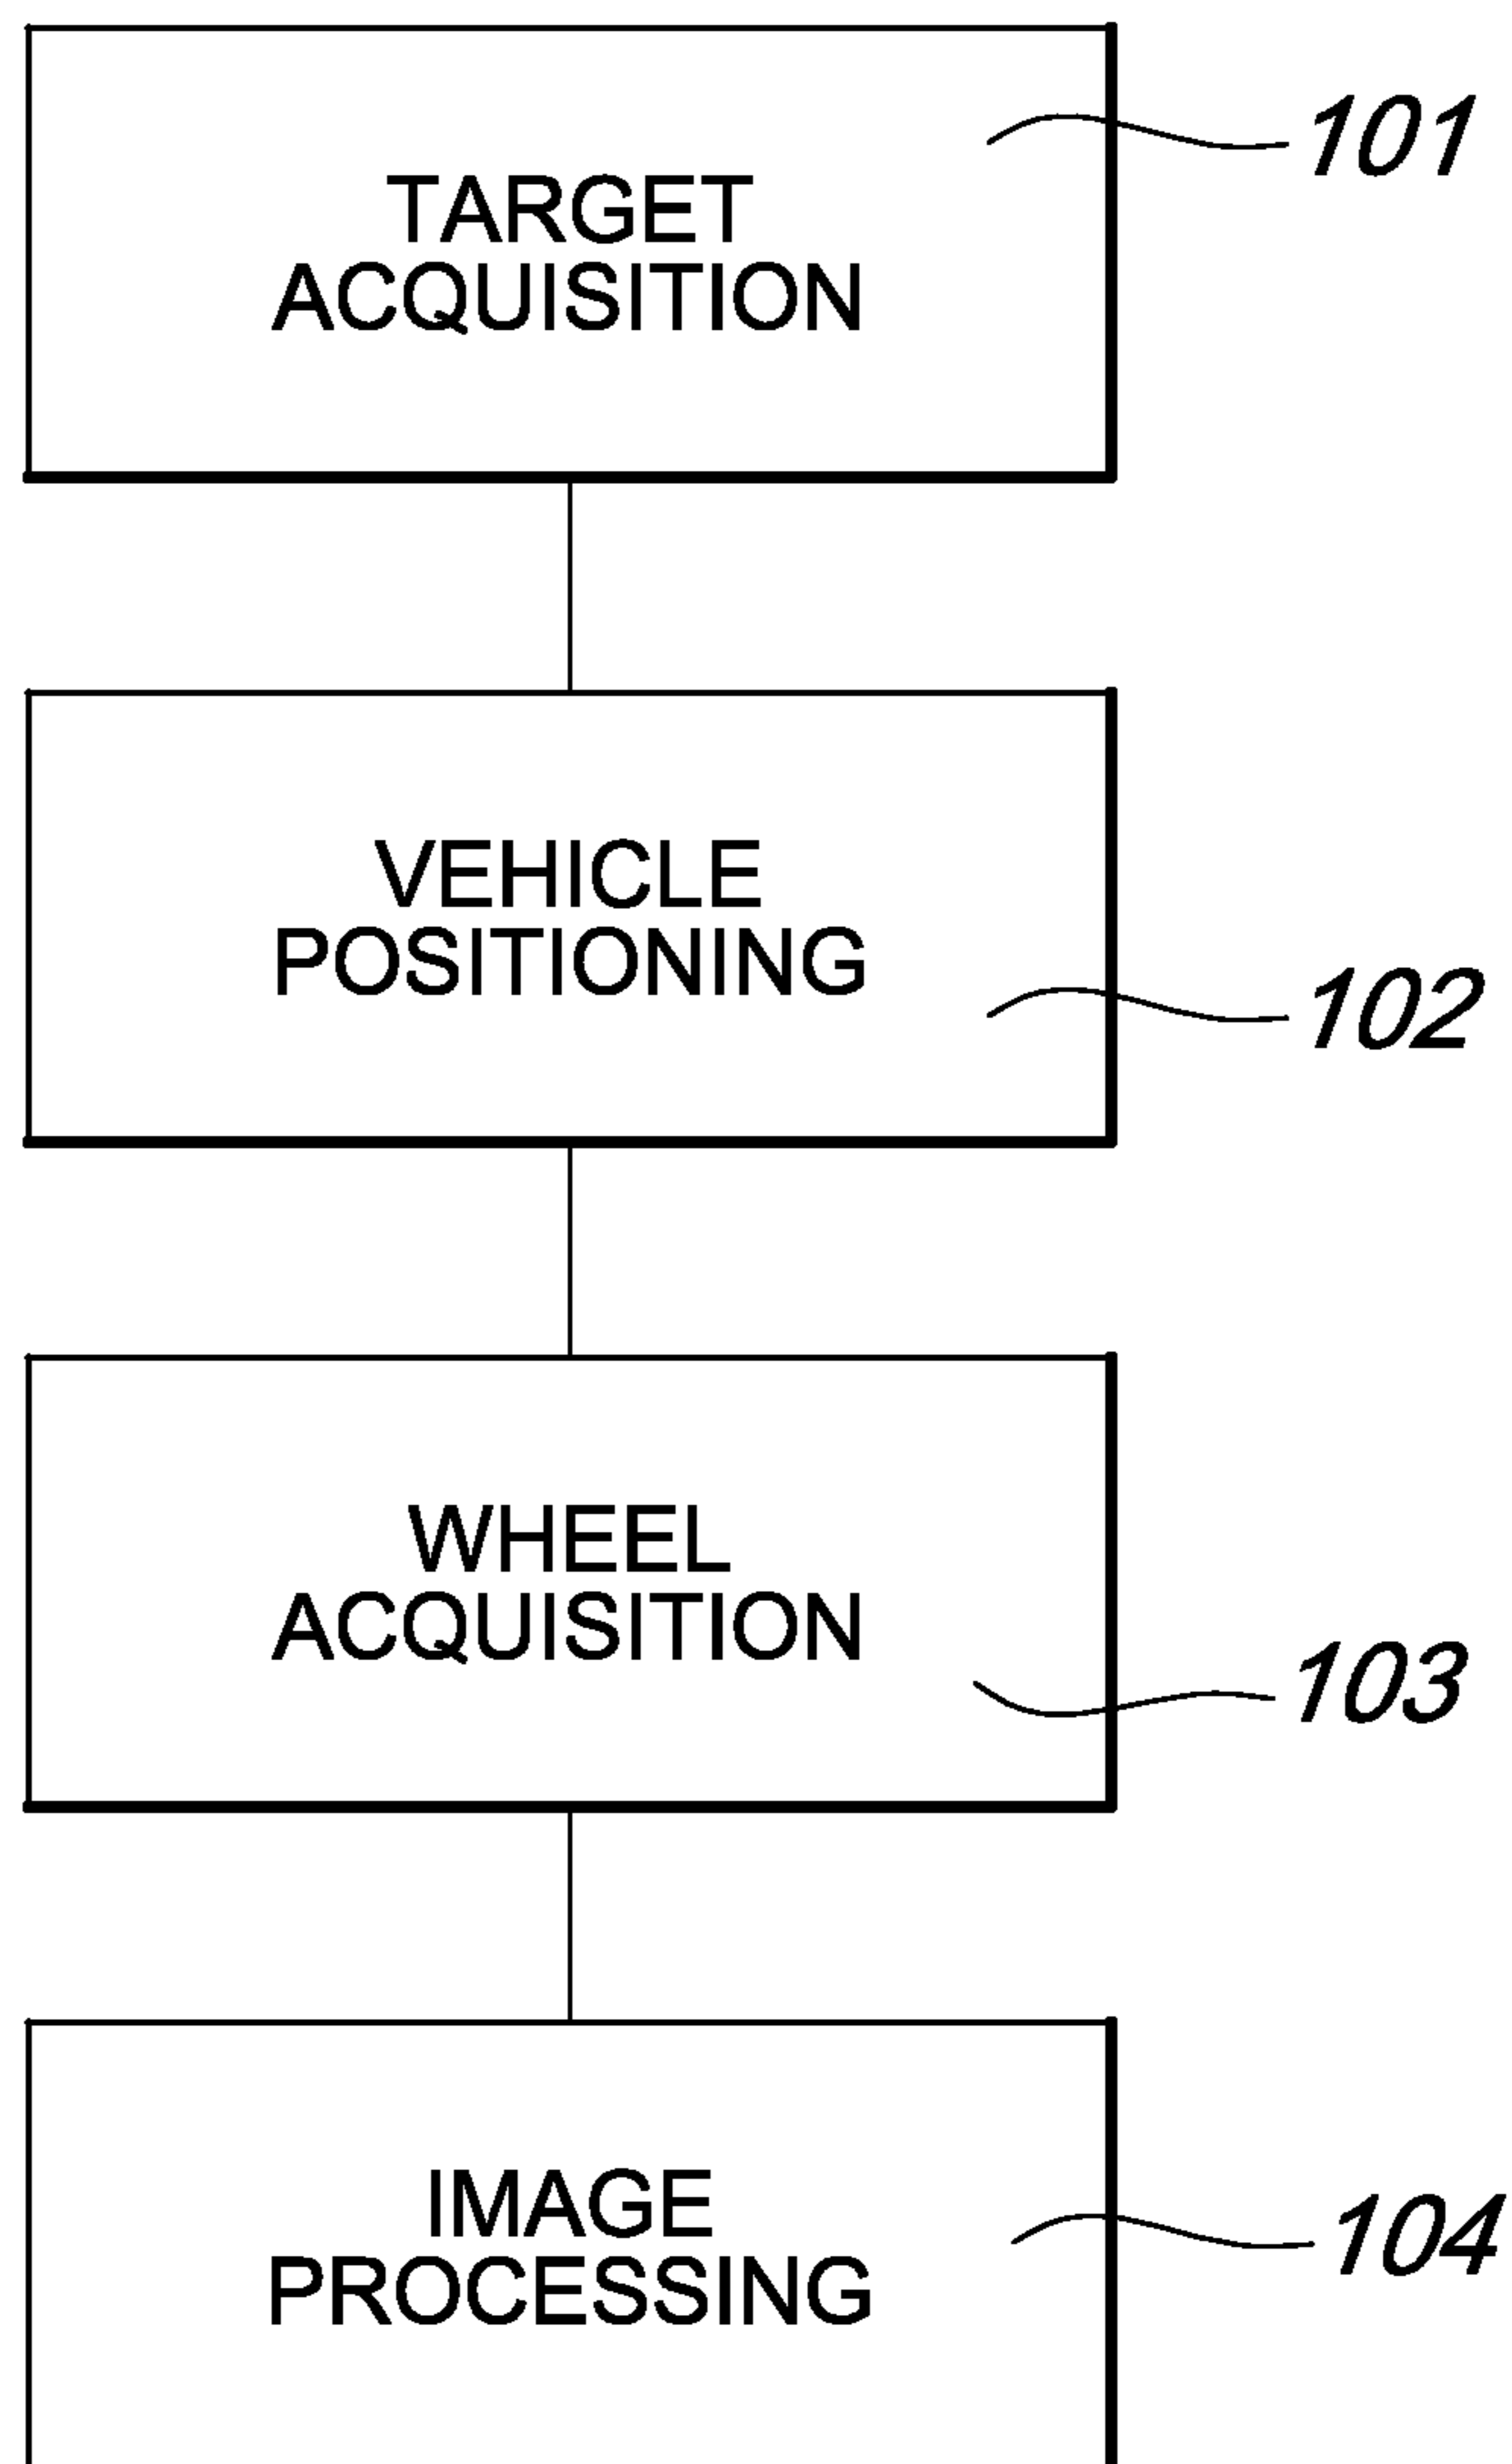 101
TARGET
ACQUISITION
VEHICLE
POSITIONING
102
WHEEL
ACQUISITION
103
IMAGE
104
PROCESSING